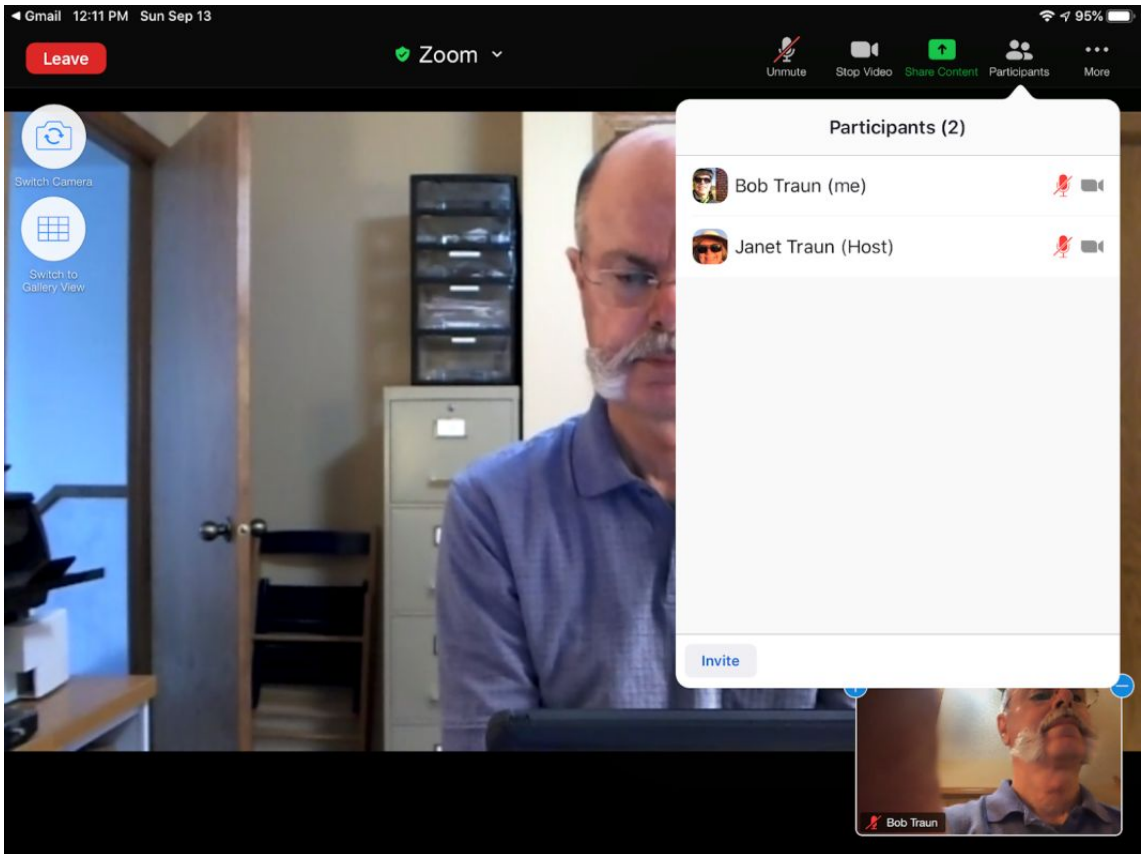 ◀ Gmail 12:11 PM Sun Sep 13 95%
Leave
Zoom
Unmute Stop Video Share Content Participants More
Switch Camera
Switch to
Gallery View
Participants (2)
Bob Traun (me)
Janet Traun (Host)
Invite
Bob Traun